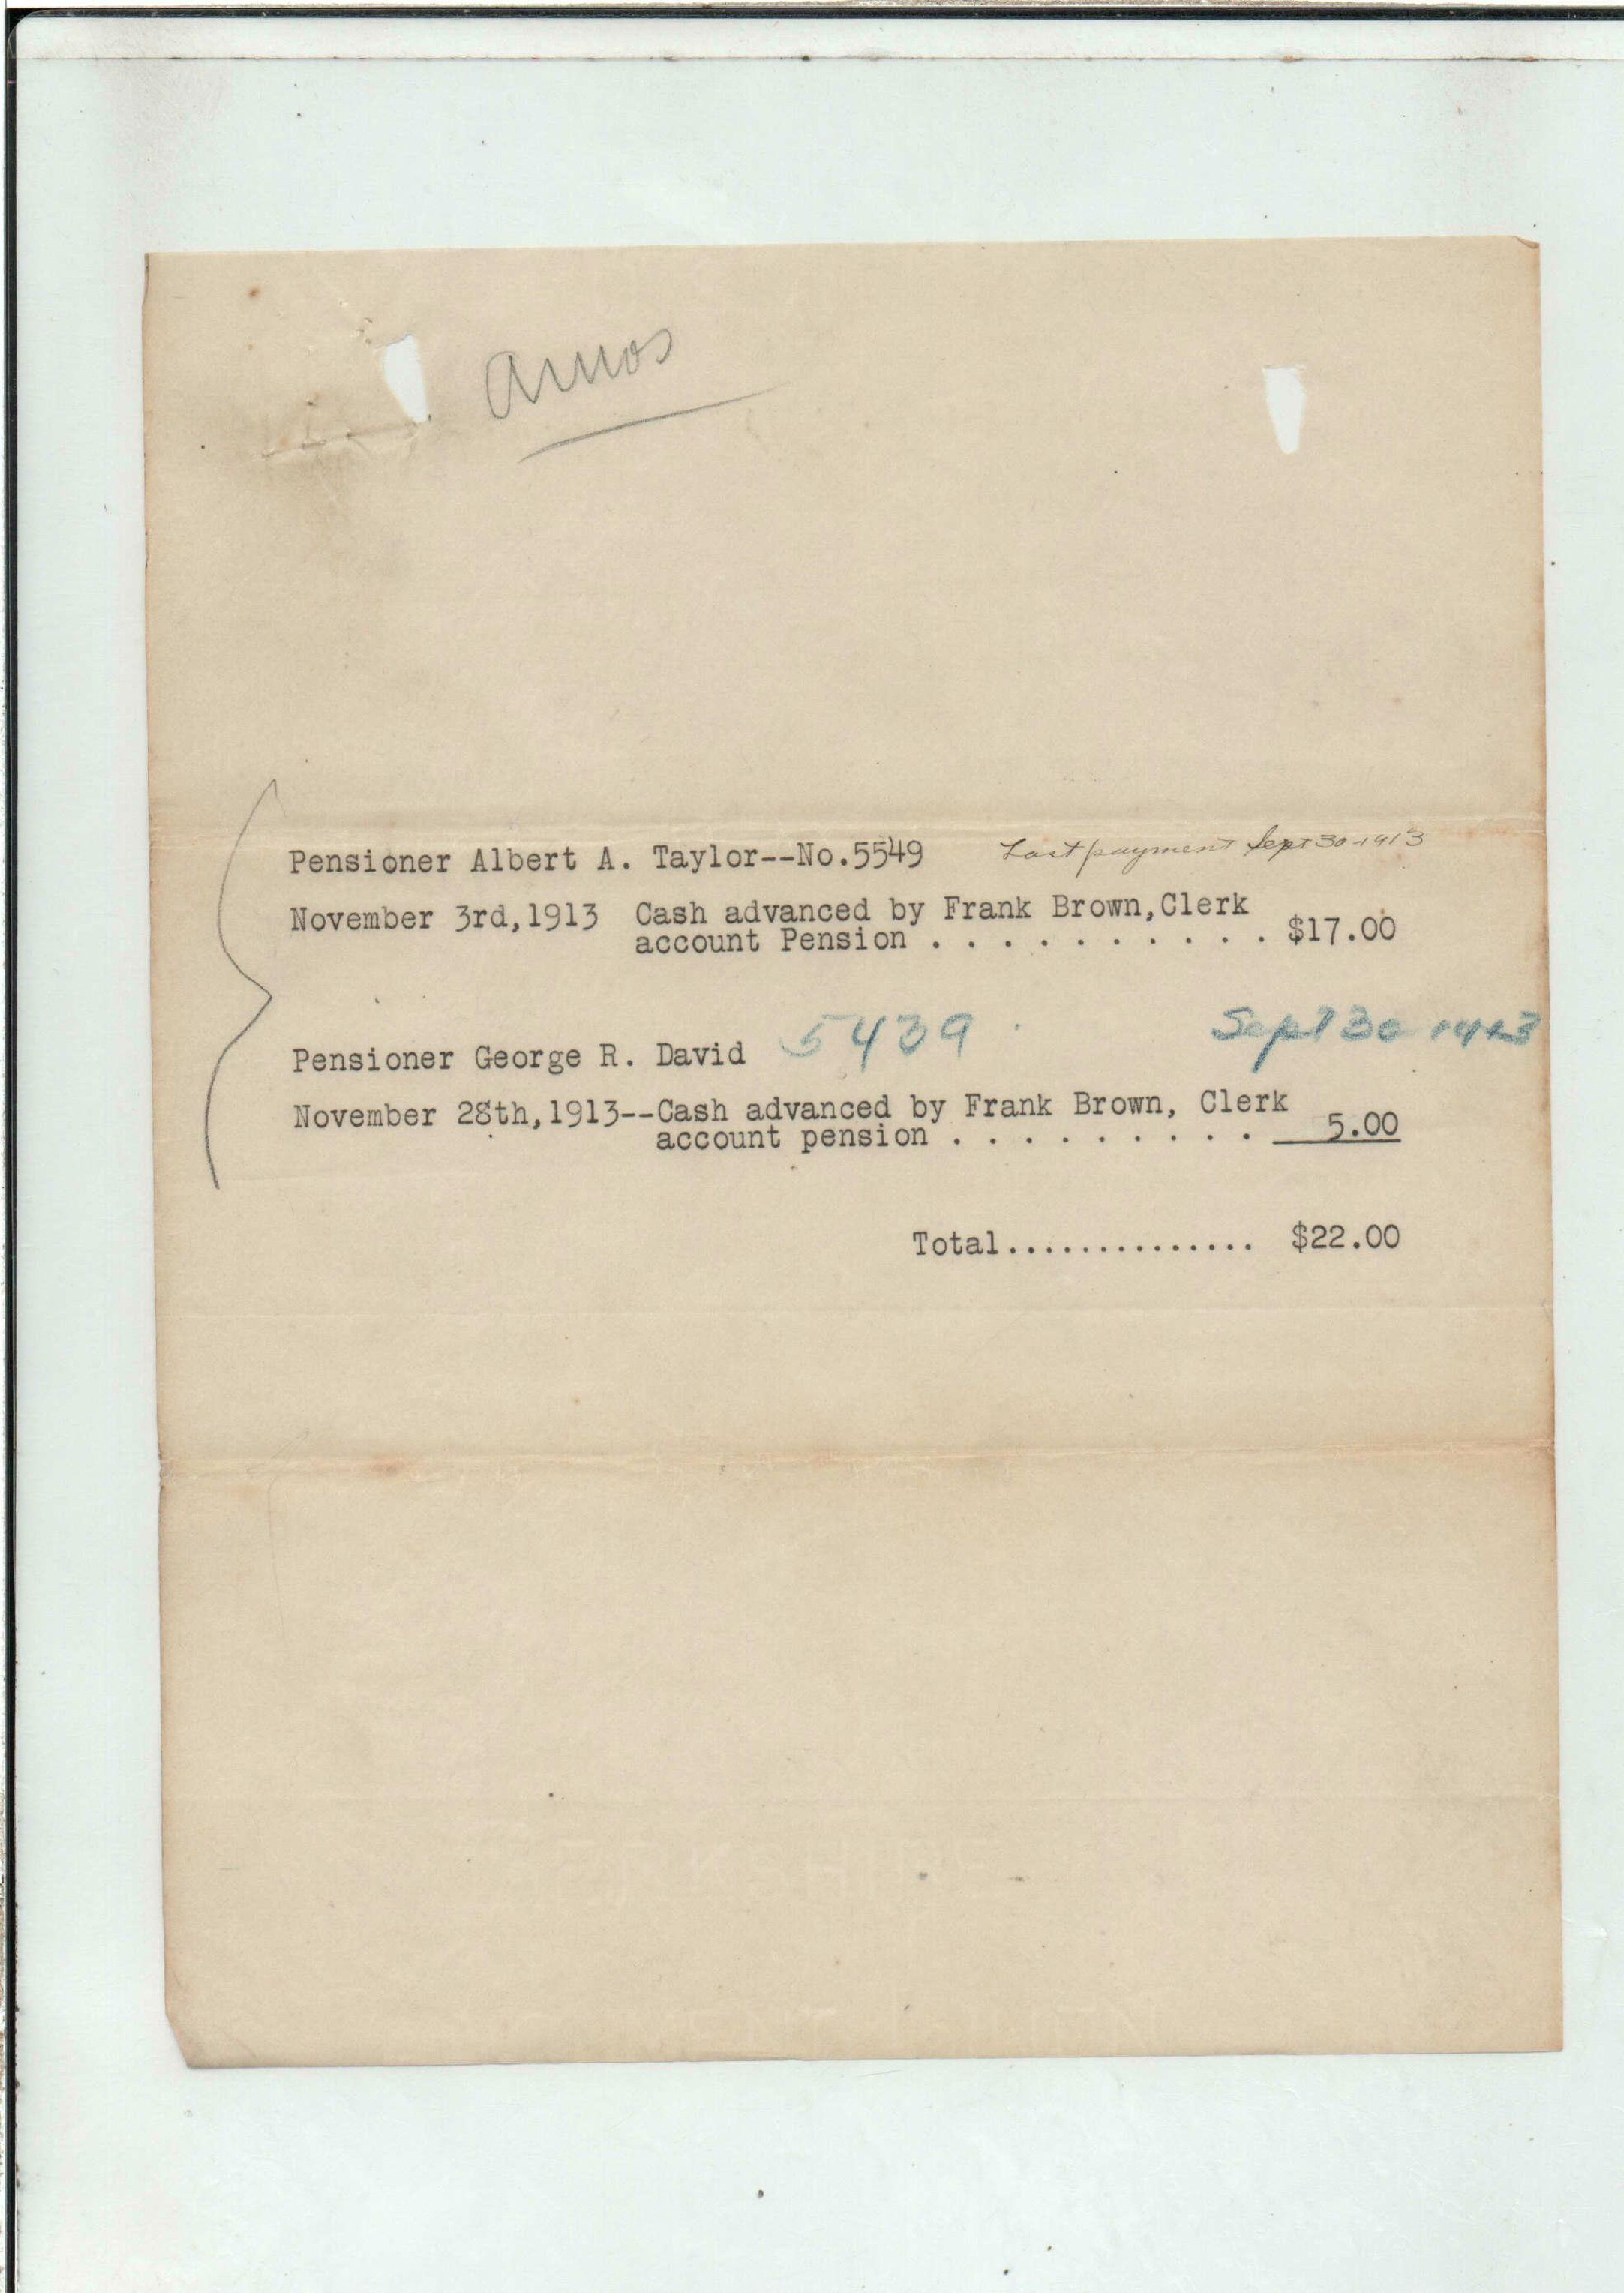 Amos
Pensioner Albert A. Taylor--No.5549 Last payment Sept 30-1913
November 3rd,1913 Cash advanced by Frank Brown,Clerk
account Pension . . . . . . . . . . $17.00
Pensioner George R. David 5439 Sept 30 1913
November 28th,1913--Cash advanced by Frank Brown, Clerk
account pension . . . . . . . . . 5.00
Total.............. $22.00